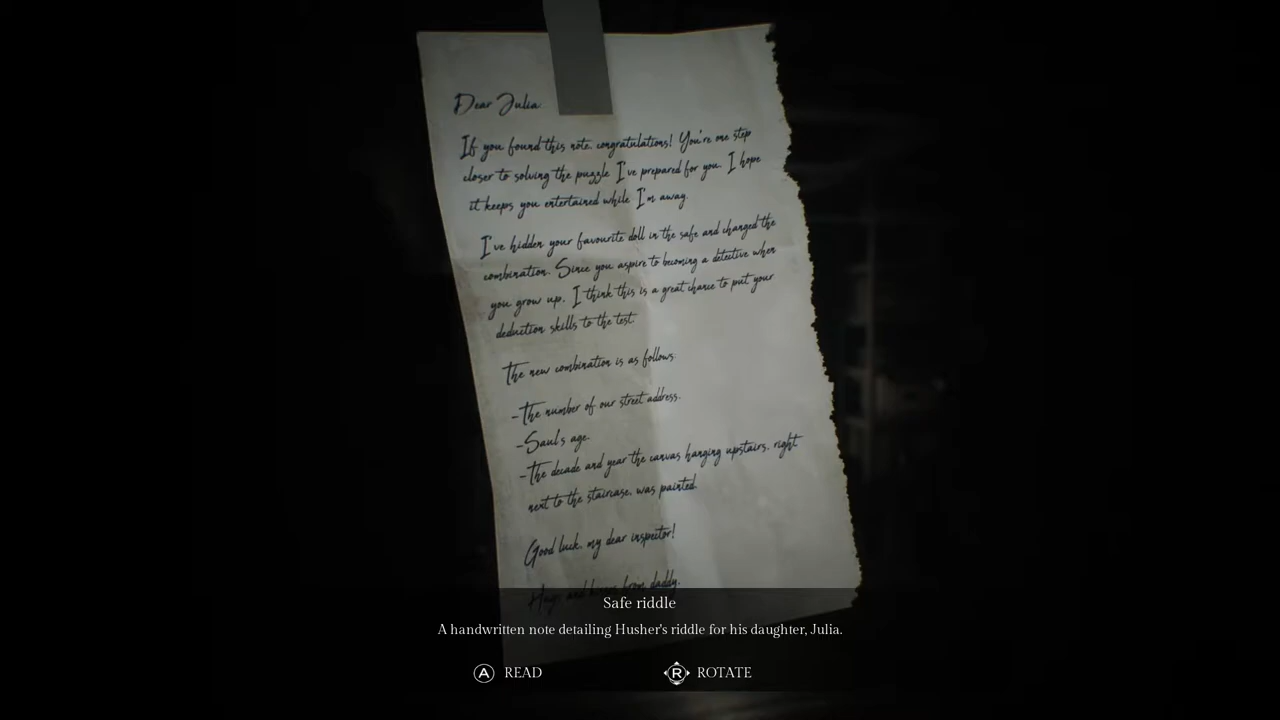 Dear Julia
If you found this note, congratulations! You're one step
closer to solving the puzzle I've prepared for you. I hope
it keeps you entertained while I'm away.
I've hidden your favourite doll in the safe and changed the
combination. Since you aspire to becoming a detective when
you grow up, I think this is a great chance to put your
deduction skills to the test.
The new combination is as follows:
-The number of our street address.
-Saul's age.
-The decade and year the canvas hanging upstairs, right
next to the staircase, was painted.
Good luck, my dear inspector!
Hugs and kisses from daddy.
Safe riddle
A handwritten note detailing Husher's riddle for his daughter, Julia.
A READ
R ROTATE